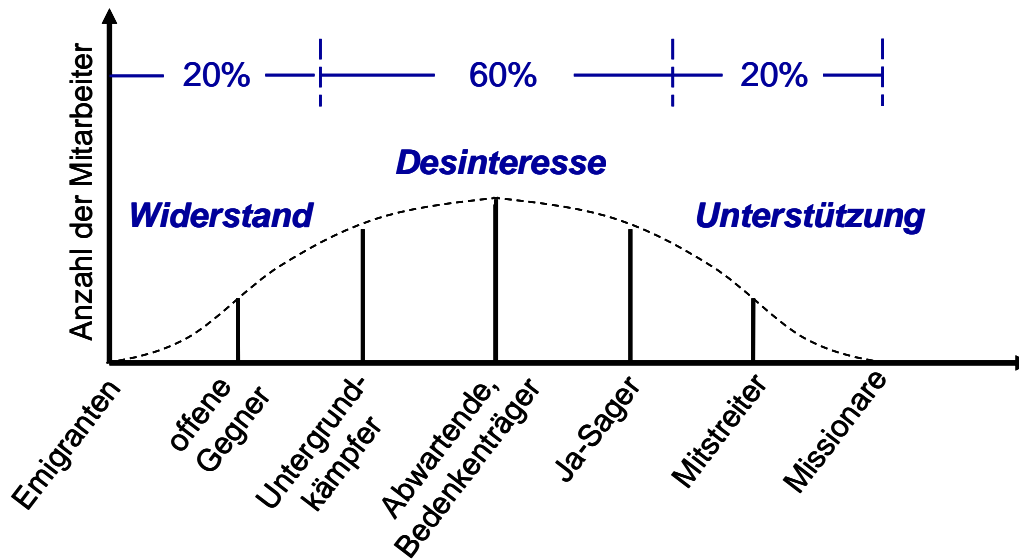 Anzahl der Mitarbeiter
20%
60%
20%
Desinteresse
Widerstand
Unterstützung
Emigranten
offene
Gegner
Untergrund-
kämpfer
Abwartende,
Bedenkenträger
Ja-Sager
Mitstreiter
Missionare